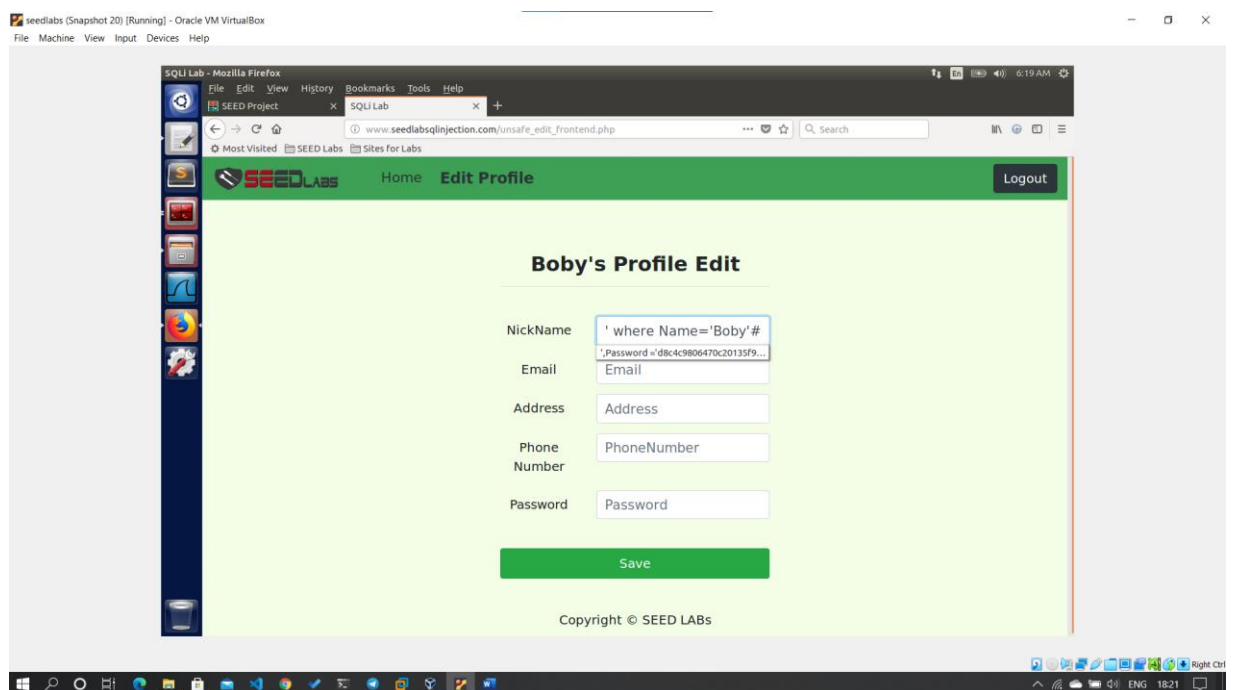 seedlabs (Snapshot 20) [Running] - Oracle VM VirtualBox
File Machine View Input Devices Help
SQLi Lab - Mozilla Firefox
En 6:19 AM
File Edit View History Bookmarks Tools Help
SEED Project × SQLi Lab × +
www.seedlabsqlinjection.com/unsafe_edit_frontend.php ··· Search
Most Visited SEED Labs Sites for Labs
SEEDLABS Home Edit Profile Logout
Boby's Profile Edit
NickName ' where Name='Boby'#
',Password ='d8c4c9806470c20135f9...
Email Email
Address Address
Phone Number PhoneNumber
Password Password
Save
Copyright © SEED LABs
Right Ctrl
ENG 18:21